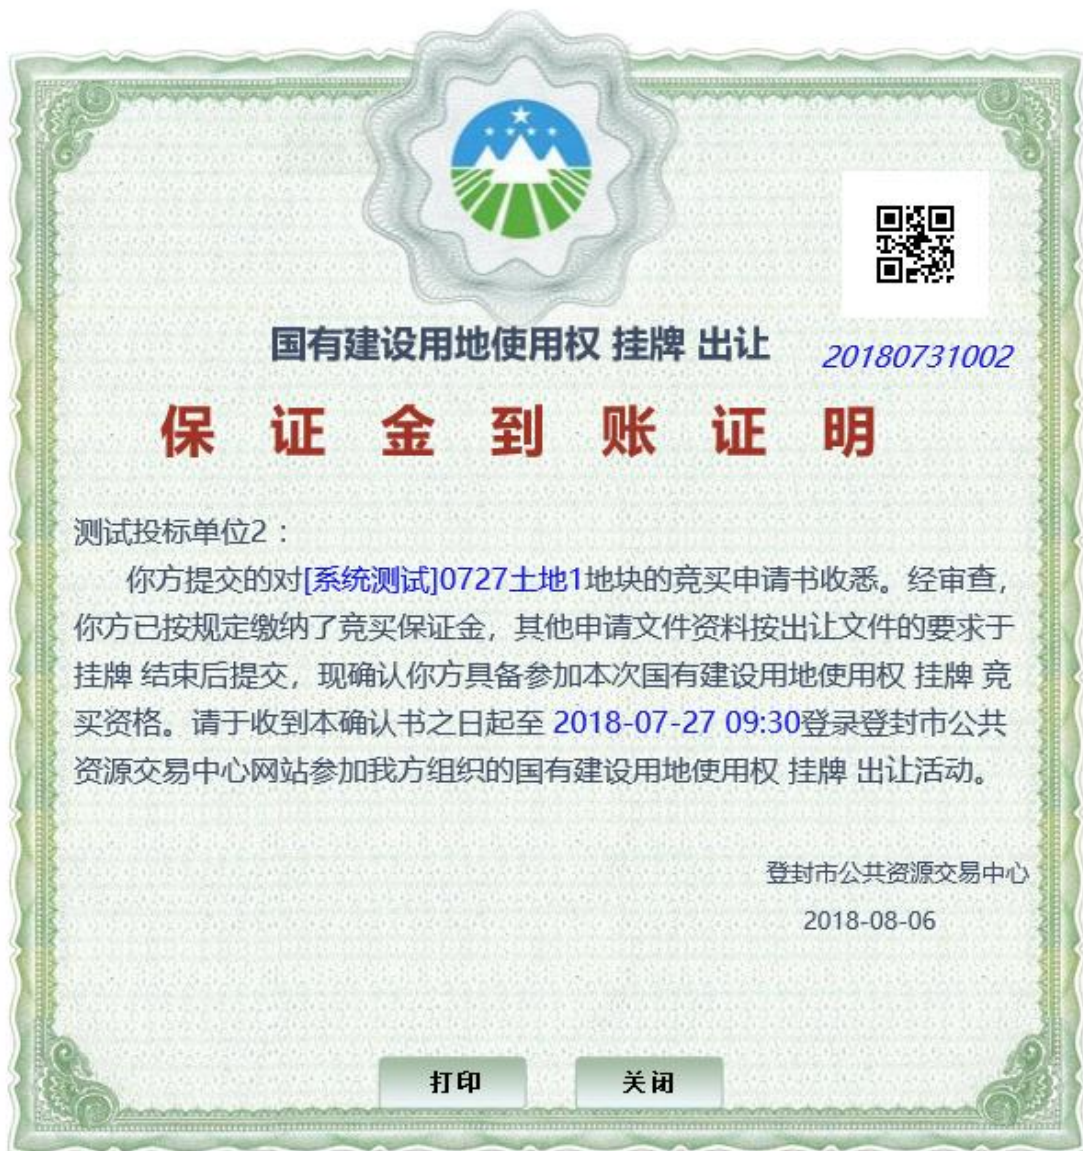 国有建设用地使用权 挂牌 出让
20180731002
保 证 金 到 账 证 明
测试投标单位2：
你方提交的对[系统测试]0727土地1地块的竞买申请书收悉。经审查，
你方已按规定缴纳了竞买保证金，其他申请文件资料按出让文件的要求于
挂牌 结束后提交，现确认你方具备参加本次国有建设用地使用权 挂牌 竞
买资格。请于收到本确认书之日起至 2018-07-27 09:30登录登封市公共
资源交易中心网站参加我方组织的国有建设用地使用权 挂牌 出让活动。
登封市公共资源交易中心
2018-08-06
打印 关闭